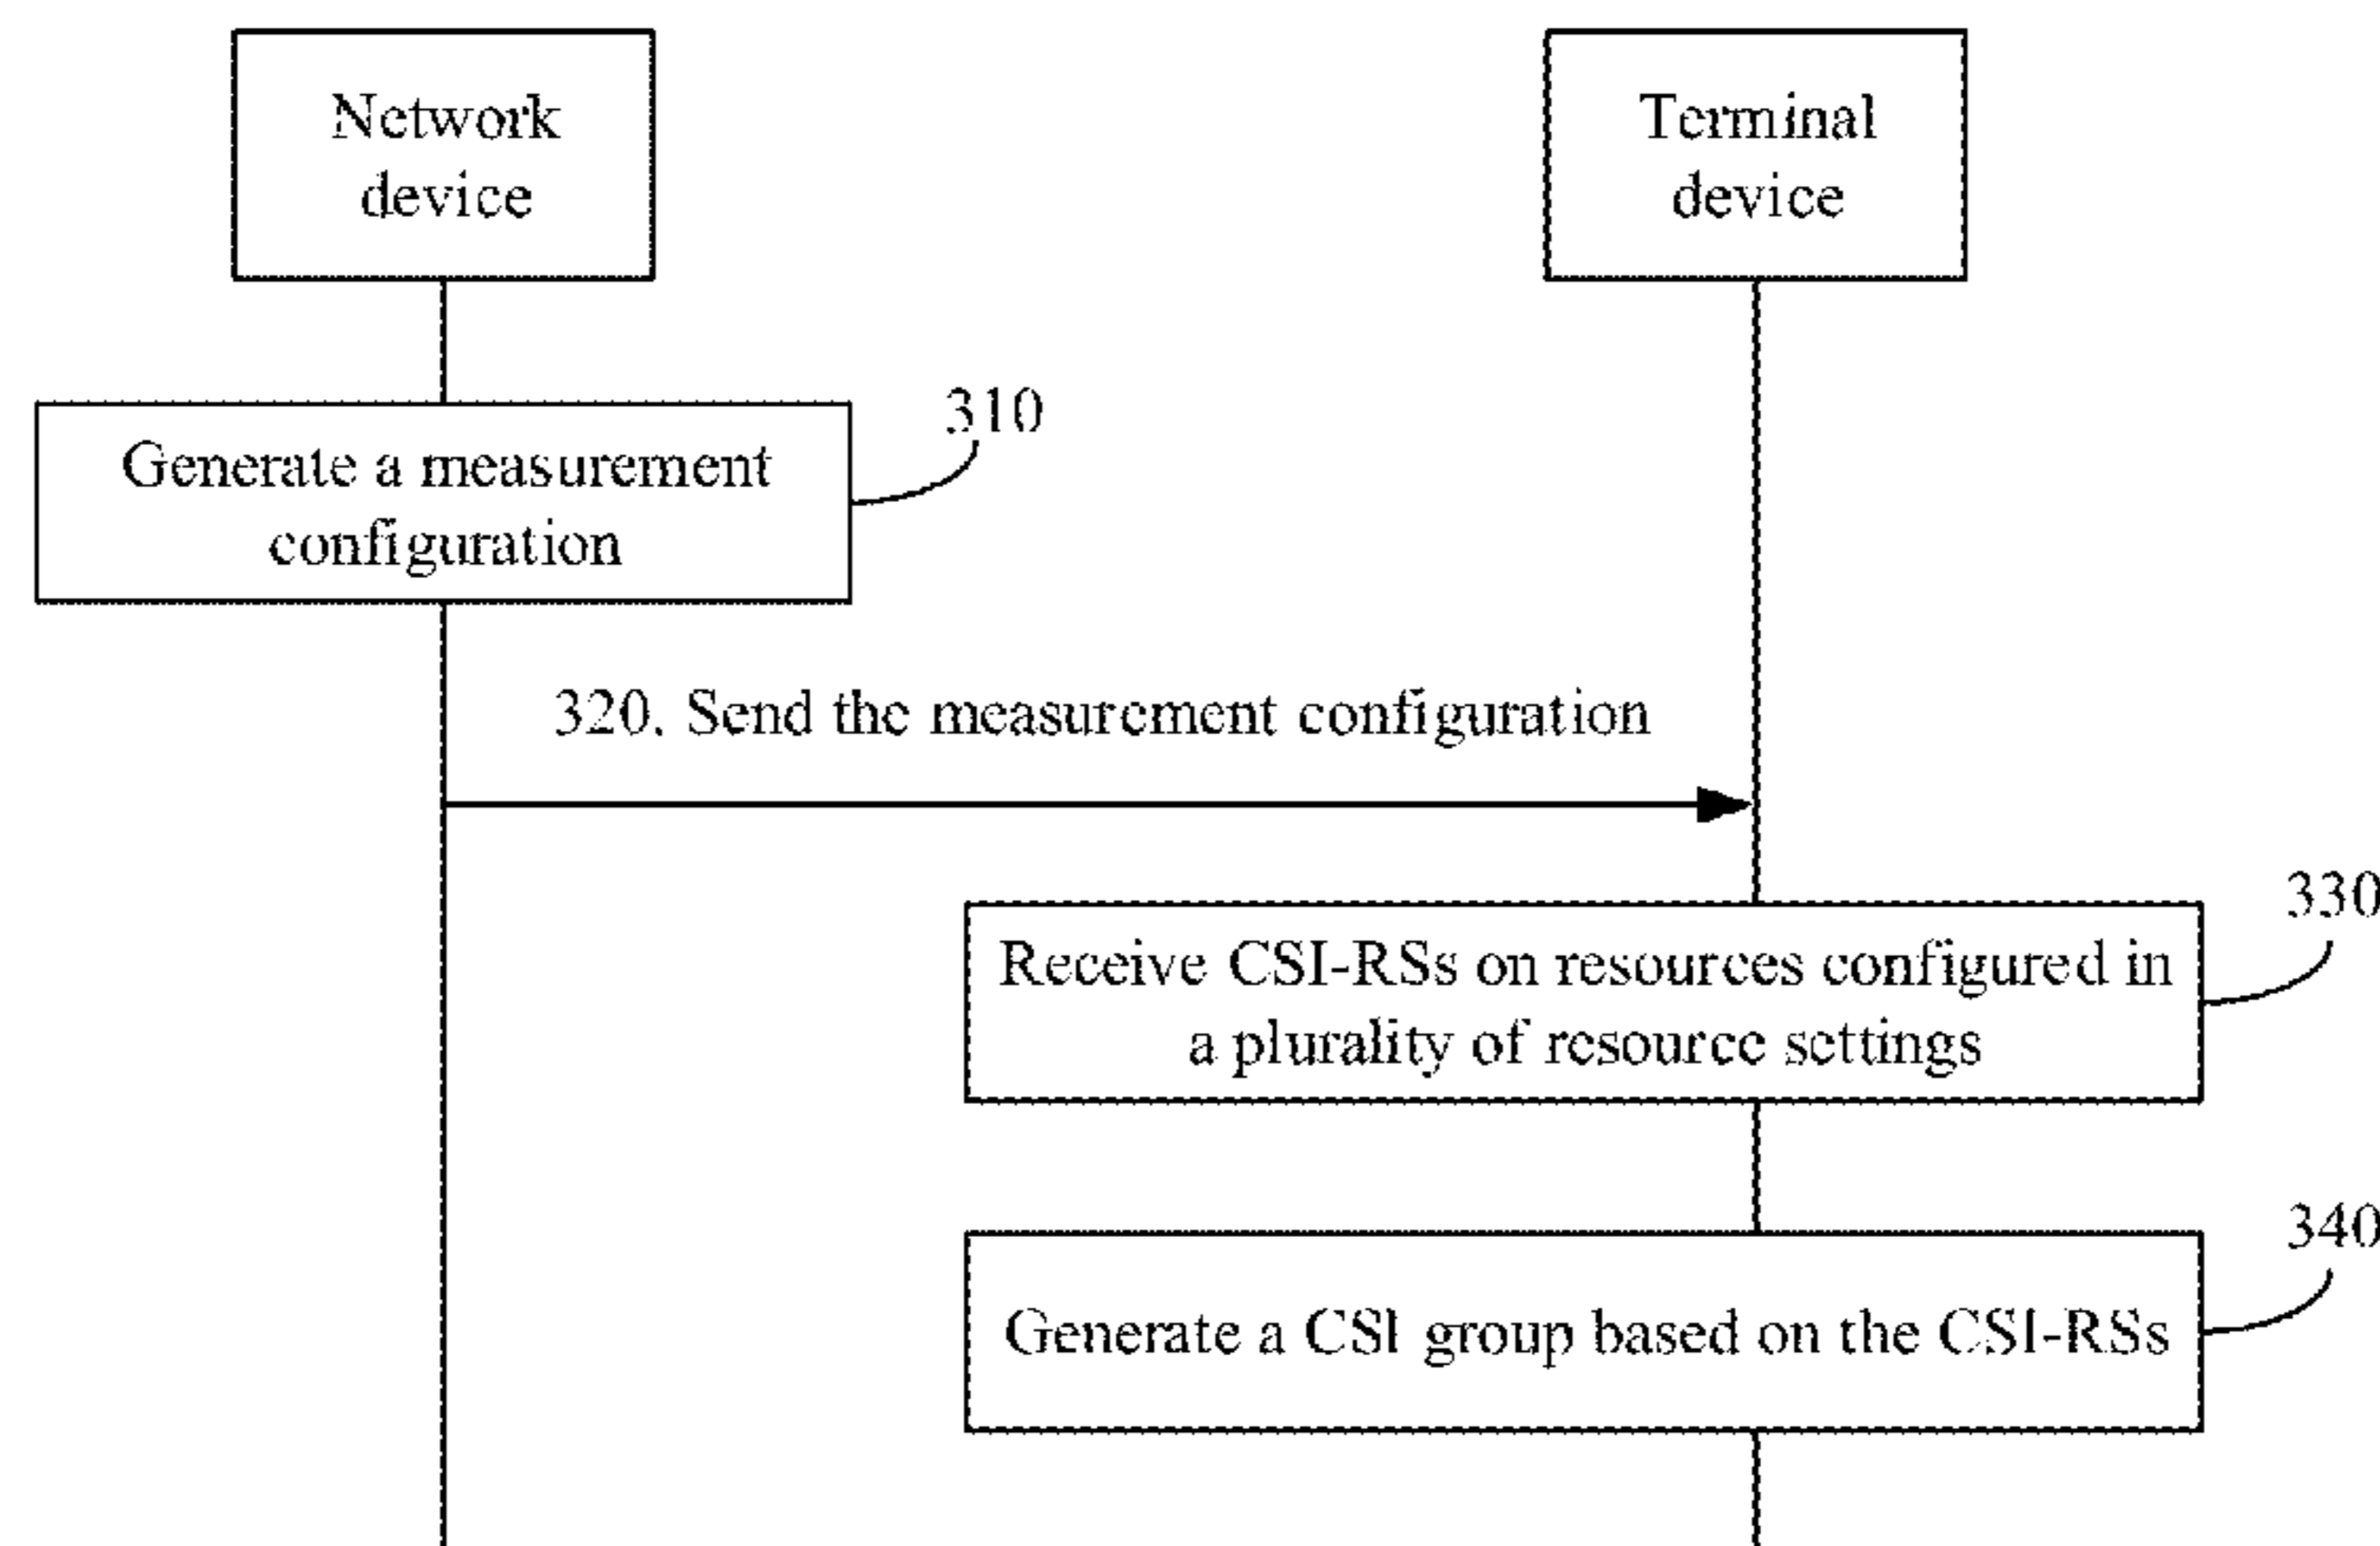 Network
device
Terminal
device
310
Generate a measurement
configuration
320. Send the measurement configuration
330
Receive CSI-RSs on resources configured in
a plurality of resource settings
340
Generate a CSI group based on the CSI-RSs